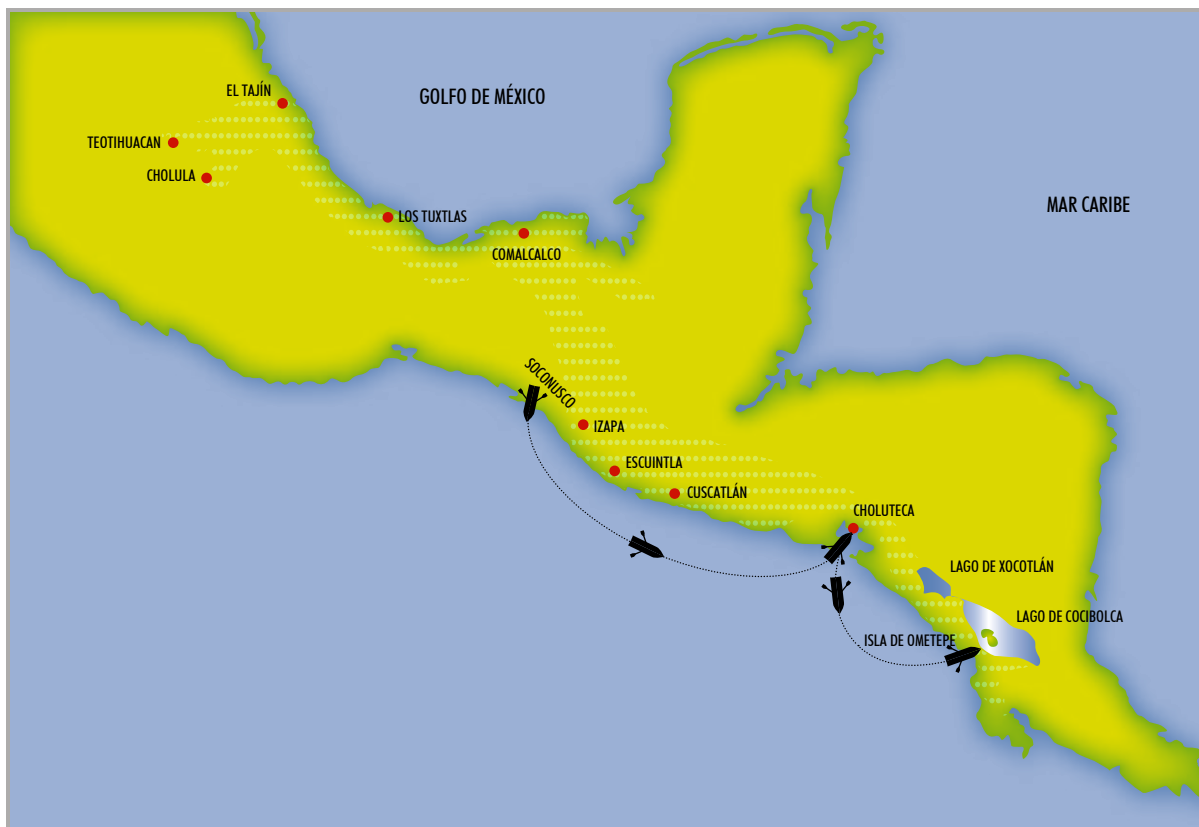 EL TAJÍN
GOLFO DE MÉXICO
TEOTIHUACAN
CHOLULA
MAR CARIBE
LOS TUXTLAS
COMALCALCO
SOCONUSCO
IZAPA
ESCUINTLA
CUSCATLÁN
CHOLUTECA
LAGO DE XOCOTLÁN
LAGO DE COCIBOLCA
ISLA DE OMETEPE